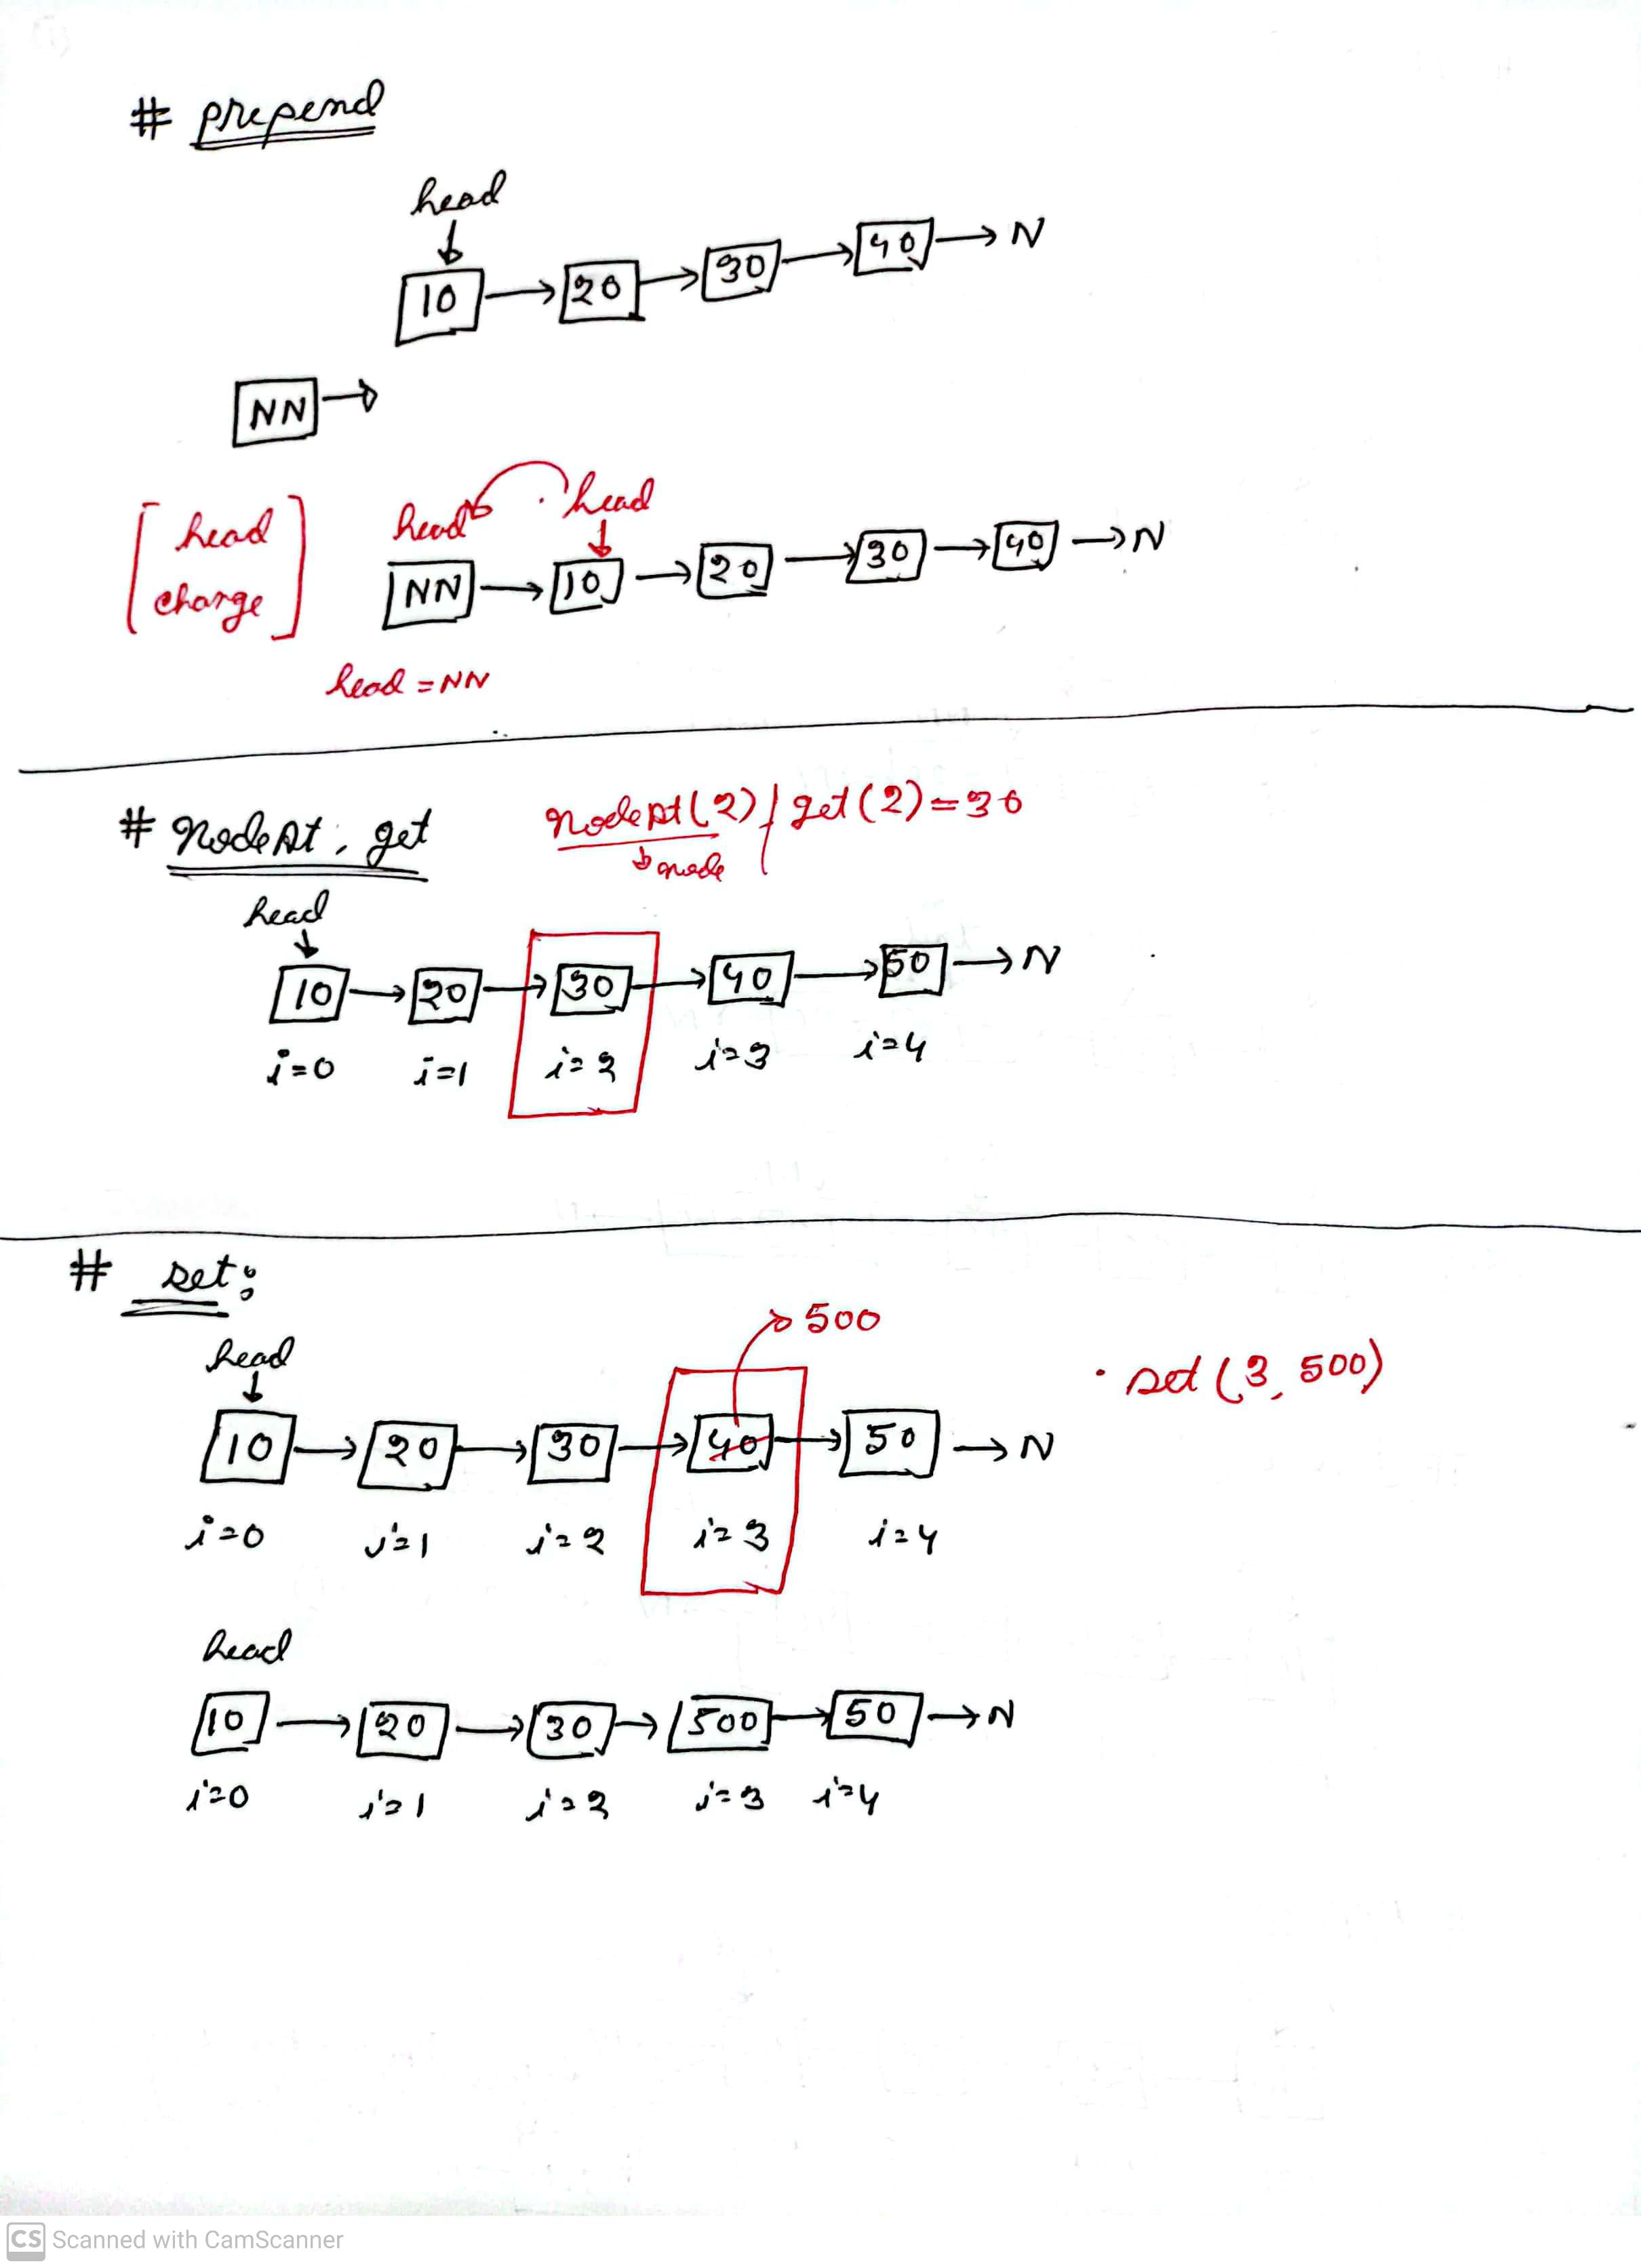 # prepend
head
10 → 20 → 30 → 40 → N
NN →
head head
[head change] NN → 10 → 20 → 30 → 40 → N
head = NN
# NodeAt, get nodeAt(2) / get(2) = 30
node
head
10 → 20 → 30 → 40 → 50 → N
i=0 i=1 i=2 i=3 i=4
# set:
500
head
set (3, 500)
10 → 20 → 30 → 40 → 50 → N
i=0 i=1 i=2 i=3 i=4
head
10 → 20 → 30 → 500 → 50 → N
i=0 i=1 i=2 i=3 i=4
CS Scanned with CamScanner